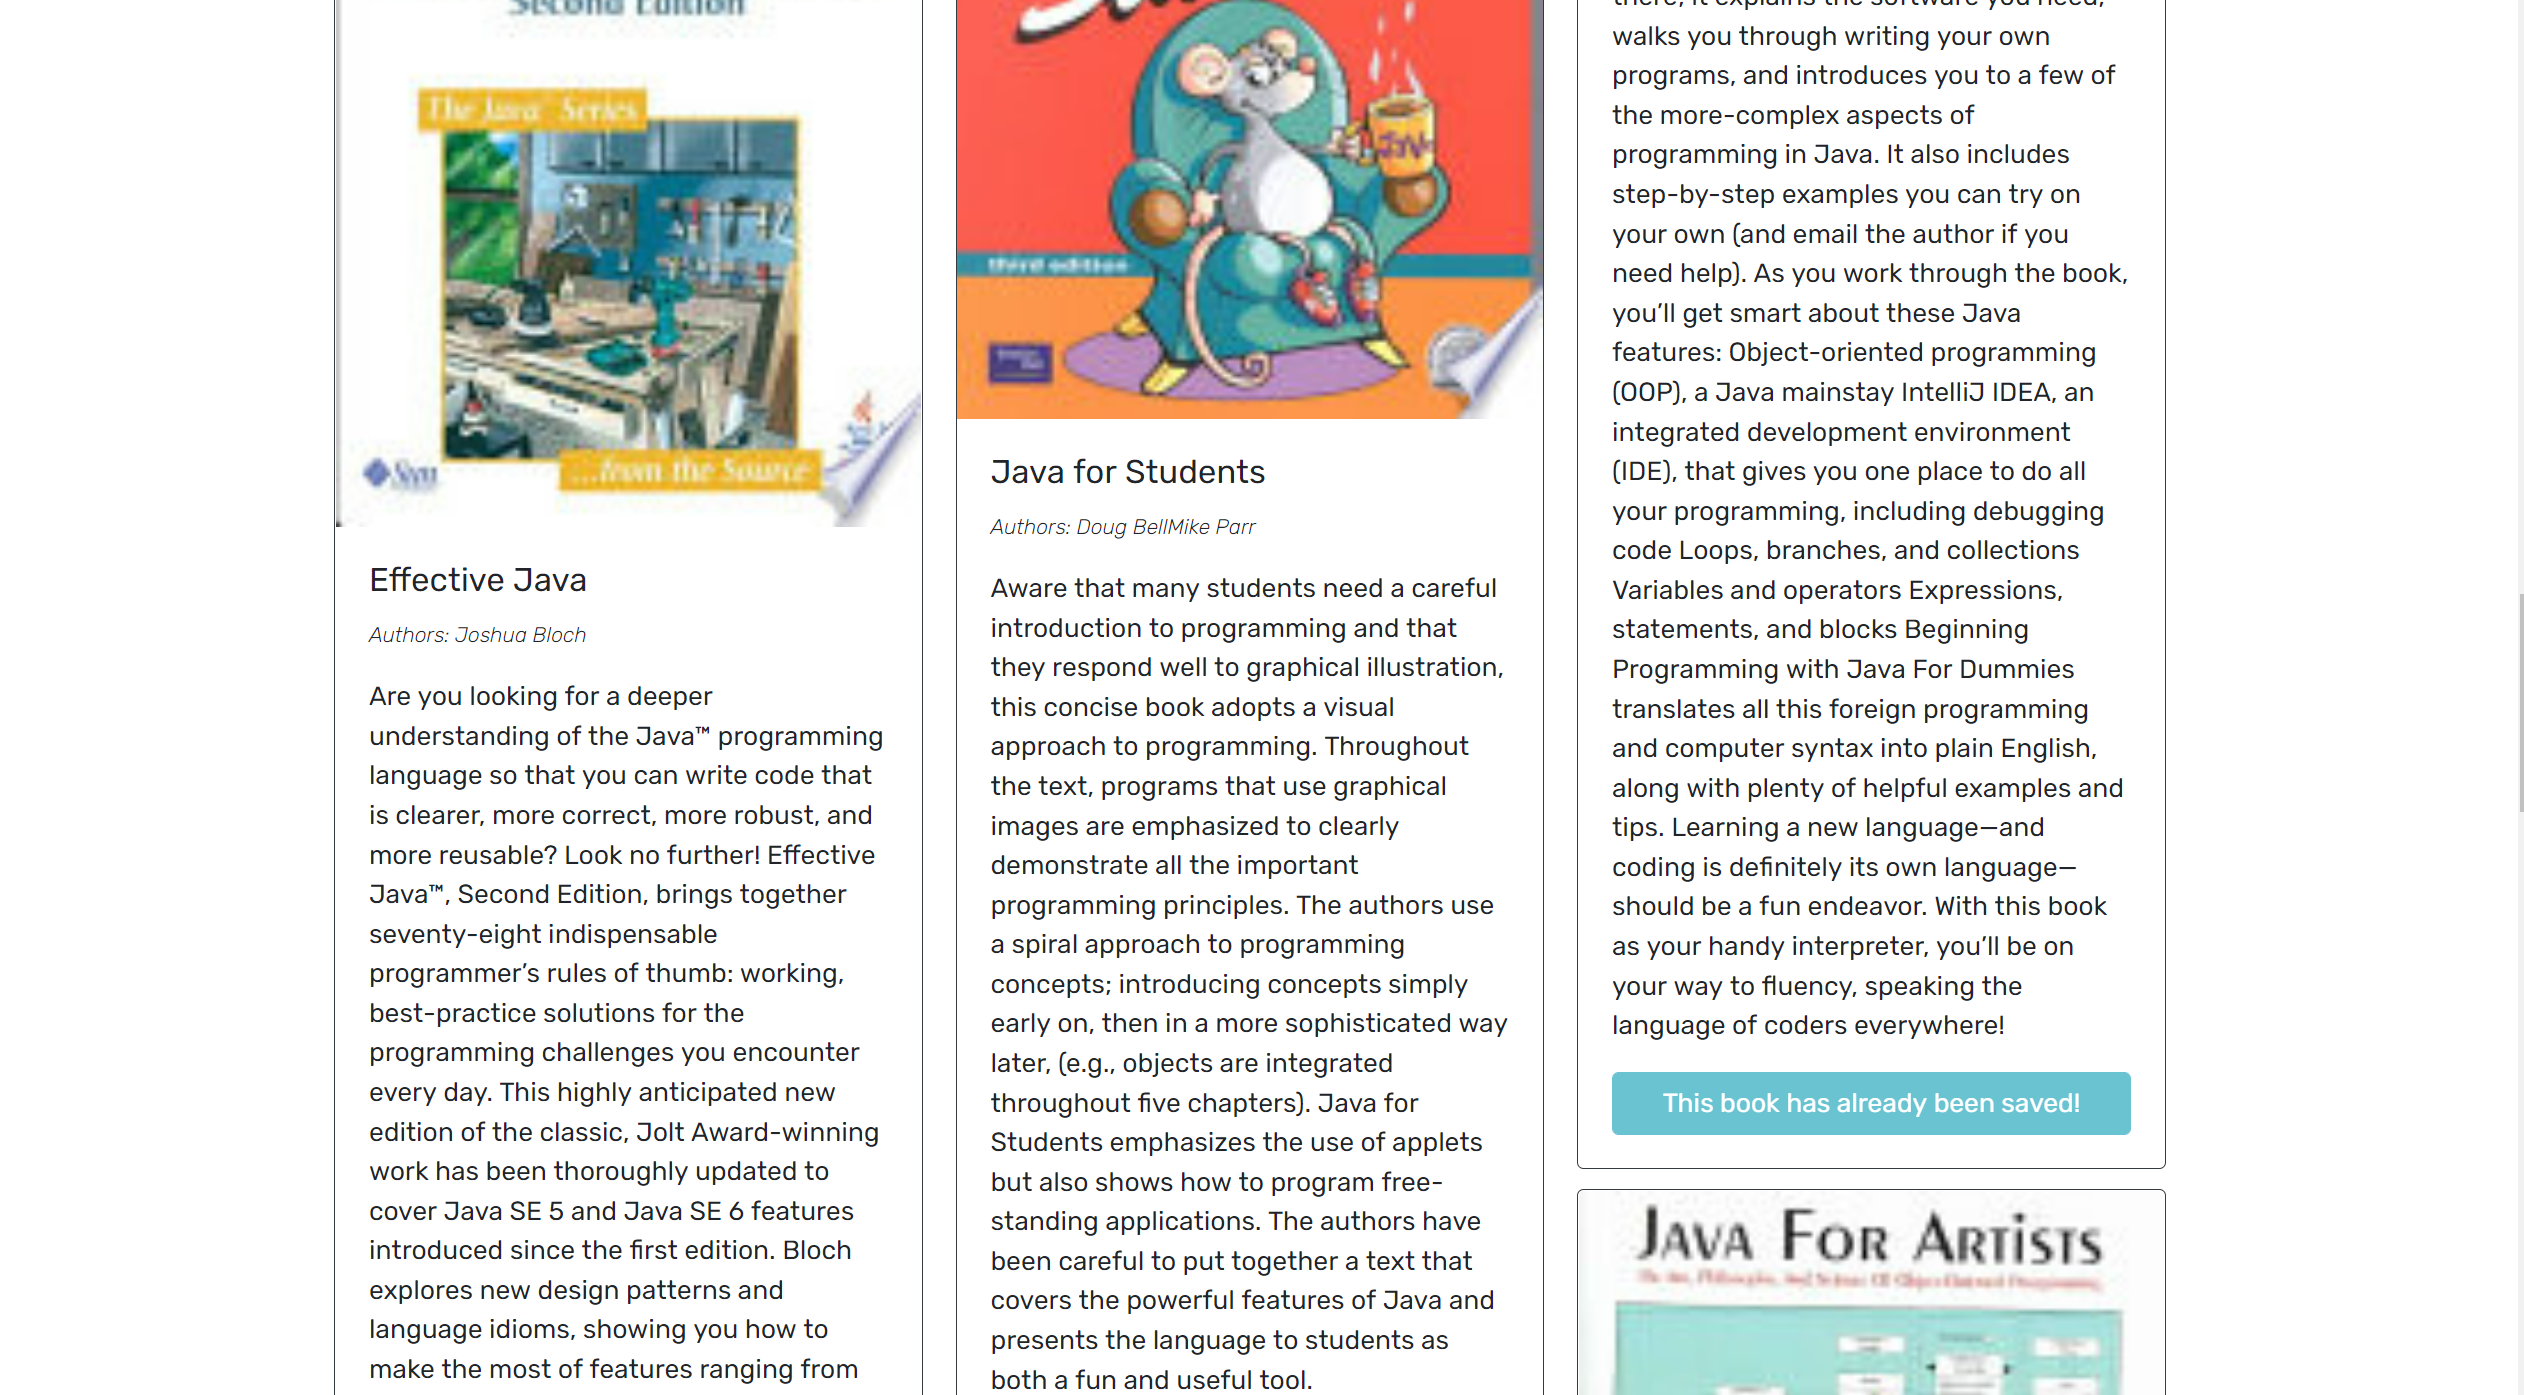 Second Edition
The Java Series
...from the Source
Sun
Effective Java
Authors: Joshua Bloch
Are you looking for a deeper
understanding of the Java™ programming
language so that you can write code that
is clearer, more correct, more robust, and
more reusable? Look no further! Effective
Java™, Second Edition, brings together
seventy-eight indispensable
programmer’s rules of thumb: working,
best-practice solutions for the
programming challenges you encounter
every day. This highly anticipated new
edition of the classic, Jolt Award-winning
work has been thoroughly updated to
cover Java SE 5 and Java SE 6 features
introduced since the first edition. Bloch
explores new design patterns and
language idioms, showing you how to
make the most of features ranging from
JAVA
third edition
Java for Students
Authors: Doug BellMike Parr
Aware that many students need a careful
introduction to programming and that
they respond well to graphical illustration,
this concise book adopts a visual
approach to programming. Throughout
the text, programs that use graphical
images are emphasized to clearly
demonstrate all the important
programming principles. The authors use
a spiral approach to programming
concepts; introducing concepts simply
early on, then in a more sophisticated way
later, (e.g., objects are integrated
throughout five chapters). Java for
Students emphasizes the use of applets
but also shows how to program free-
standing applications. The authors have
been careful to put together a text that
covers the powerful features of Java and
presents the language to students as
both a fun and useful tool.
there, it explains the software you need,
walks you through writing your own
programs, and introduces you to a few of
the more-complex aspects of
programming in Java. It also includes
step-by-step examples you can try on
your own (and email the author if you
need help). As you work through the book,
you’ll get smart about these Java
features: Object-oriented programming
(OOP), a Java mainstay IntelliJ IDEA, an
integrated development environment
(IDE), that gives you one place to do all
your programming, including debugging
code Loops, branches, and collections
Variables and operators Expressions,
statements, and blocks Beginning
Programming with Java For Dummies
translates all this foreign programming
and computer syntax into plain English,
along with plenty of helpful examples and
tips. Learning a new language—and
coding is definitely its own language—
should be a fun endeavor. With this book
as your handy interpreter, you’ll be on
your way to fluency, speaking the
language of coders everywhere!
This book has already been saved!
JAVA FOR ARTISTS
The Art, Philosophy, And Science Of Object-Oriented Programming